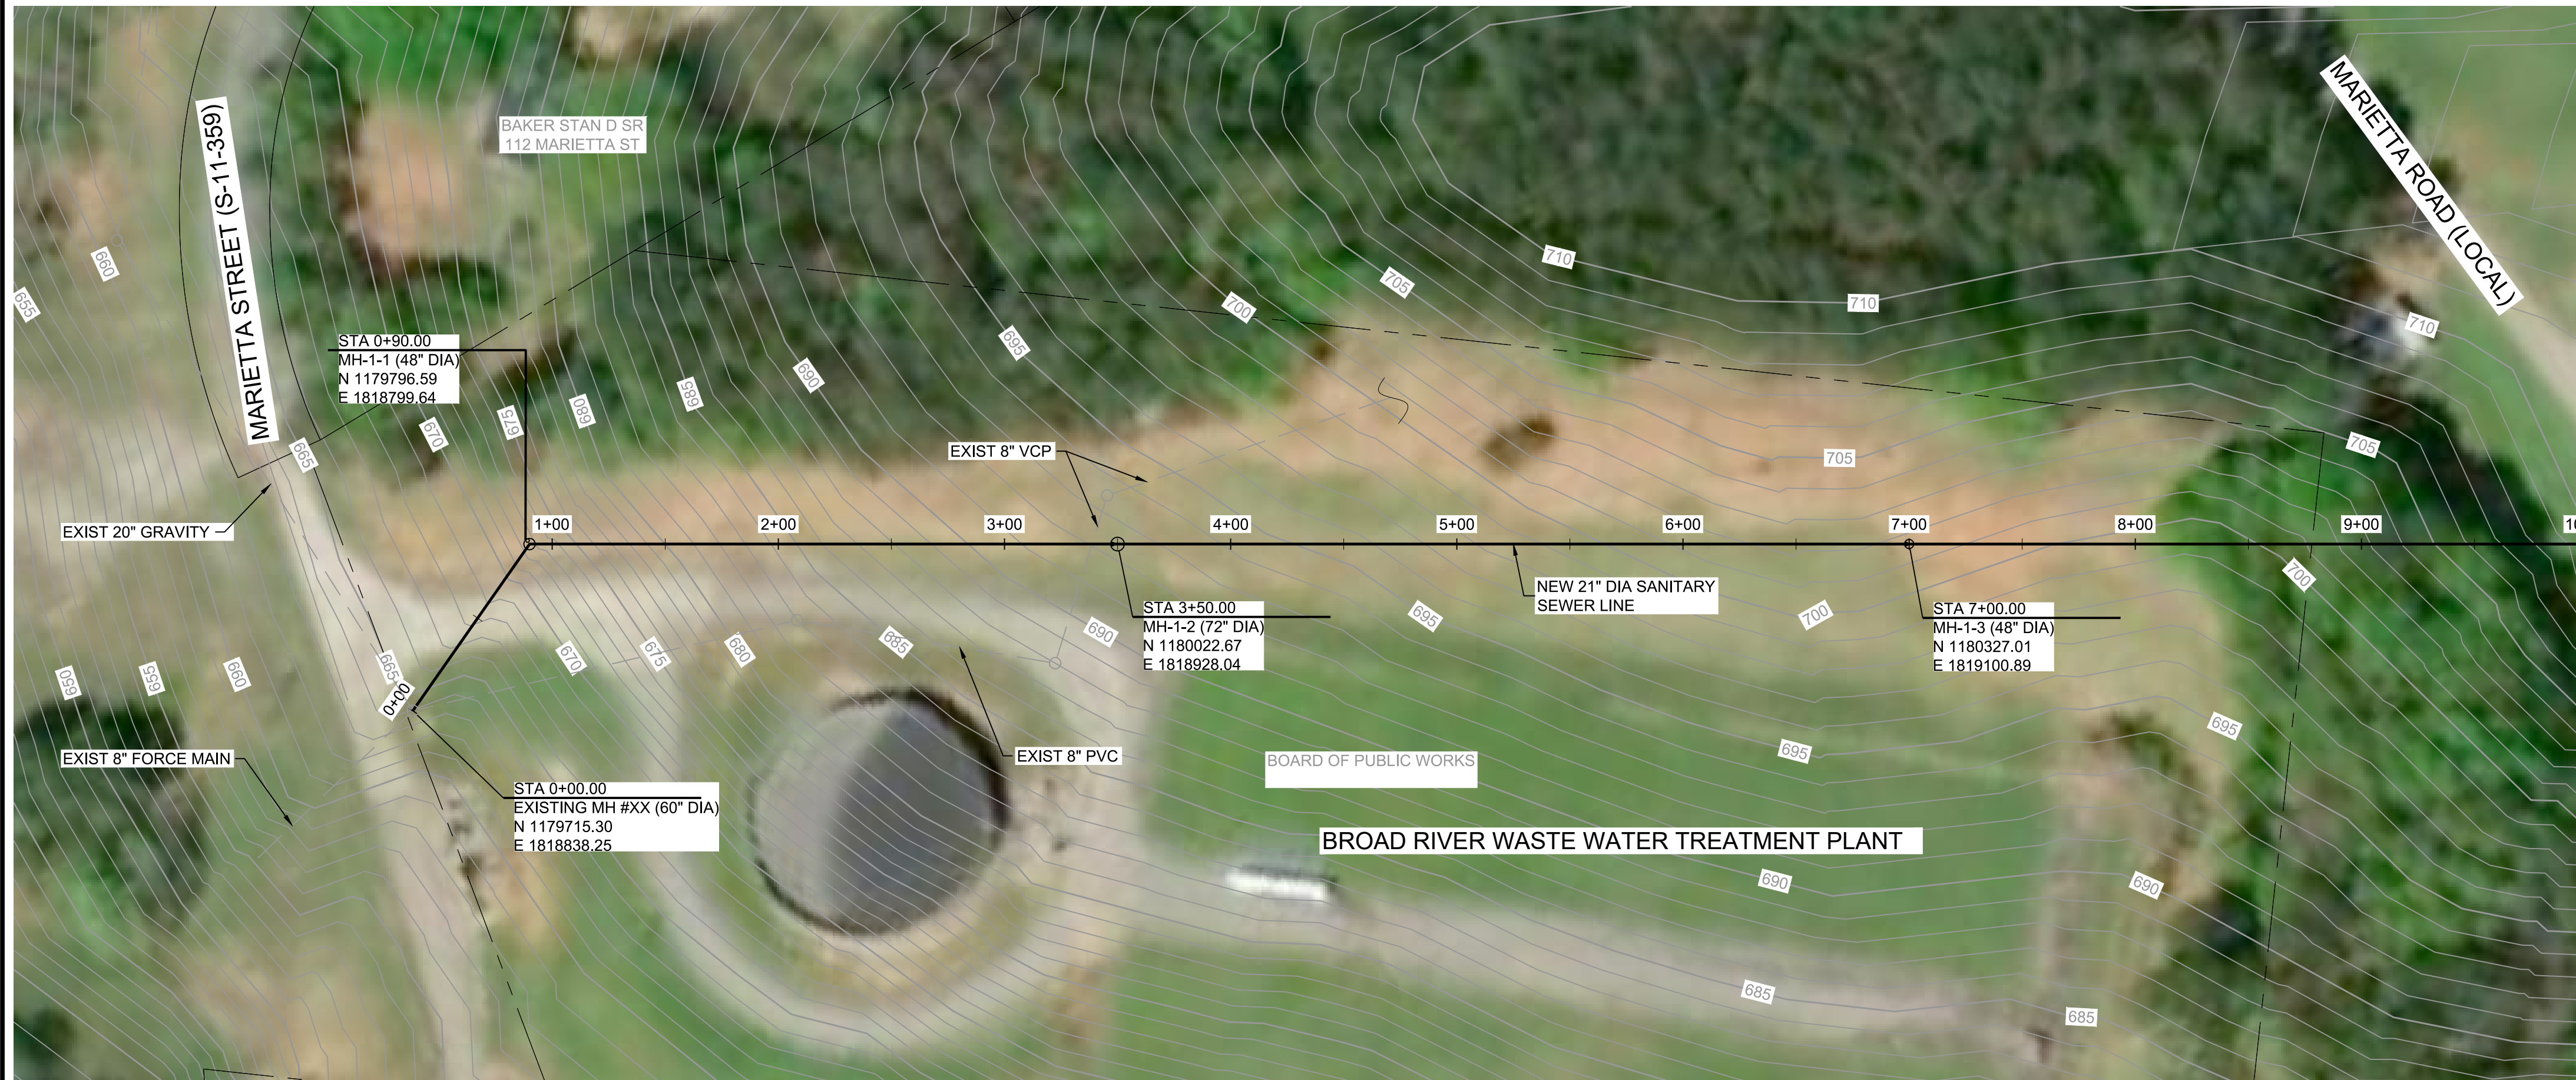 MARIETTA STREET (S-11-359)
BAKER STAN D SR
112 MARIETTA ST
MARIETTA ROAD (LOCAL)
660
655
710
705
700
710
710
695
690
685
680
675
670
665
705
705
STA 0+90.00
MH-1-1 (48" DIA)
N 1179796.59
E 1818799.64
EXIST 8" VCP
EXIST 20" GRAVITY
1+00
2+00
3+00
4+00
5+00
6+00
7+00
8+00
9+00
10
NEW 21" DIA SANITARY
SEWER LINE
STA 3+50.00
MH-1-2 (72" DIA)
N 1180022.67
E 1818928.04
STA 7+00.00
MH-1-3 (48" DIA)
N 1180327.01
E 1819100.89
700
700
695
690
685
680
675
670
665
660
655
650
0+00
EXIST 8" FORCE MAIN
EXIST 8" PVC
STA 0+00.00
EXISTING MH #XX (60" DIA)
N 1179715.30
E 1818838.25
BOARD OF PUBLIC WORKS
695
695
BROAD RIVER WASTE WATER TREATMENT PLANT
690
690
685
685